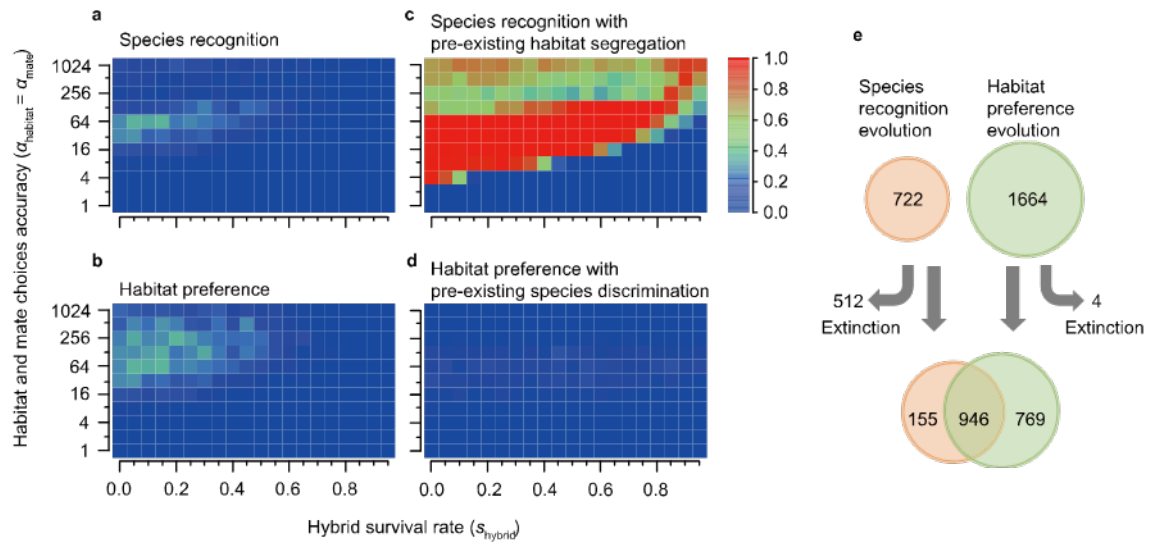 a
Species recognition
1024
256
64
16
4
1
c
Species recognition with
pre-existing habitat segregation
1.0
0.8
0.6
0.4
0.2
0.0
b
Habitat preference
1024
256
64
16
4
1
0.0 0.2 0.4 0.6 0.8
d
Habitat preference with
pre-existing species discrimination
0.0 0.2 0.4 0.6 0.8
Habitat and mate choices accuracy (αhabitat = αmate)
Hybrid survival rate (shybrid)
e
Species
recognition
evolution
Habitat
preference
evolution
722
1664
512
Extinction
4
Extinction
155 946 769